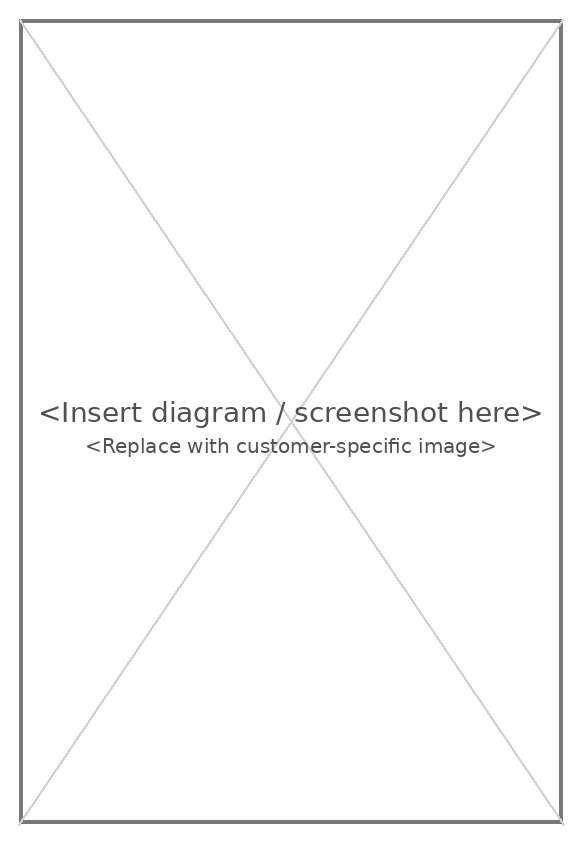 <Insert diagram / screenshot here>
<Replace with customer-specific image>